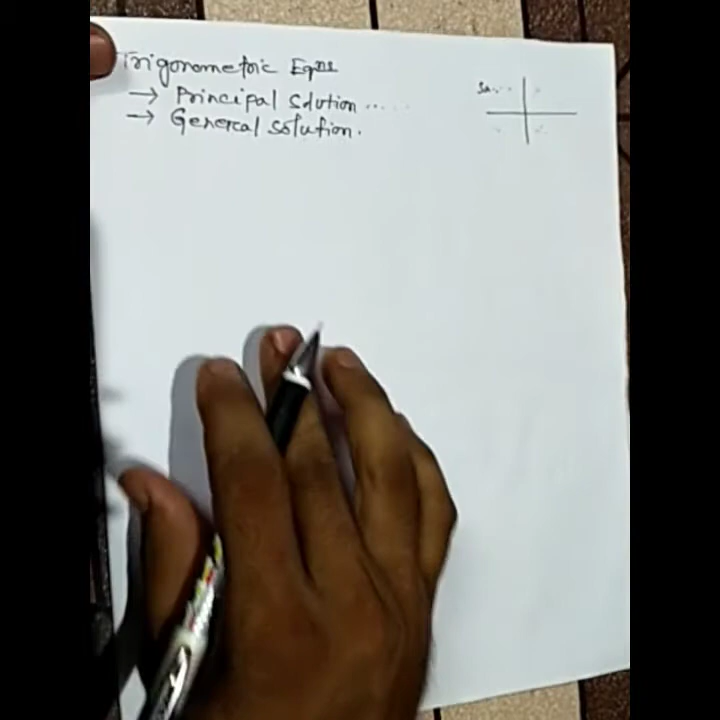 Trigonometric Eqns
→ Principal solution ....
→ General solution.